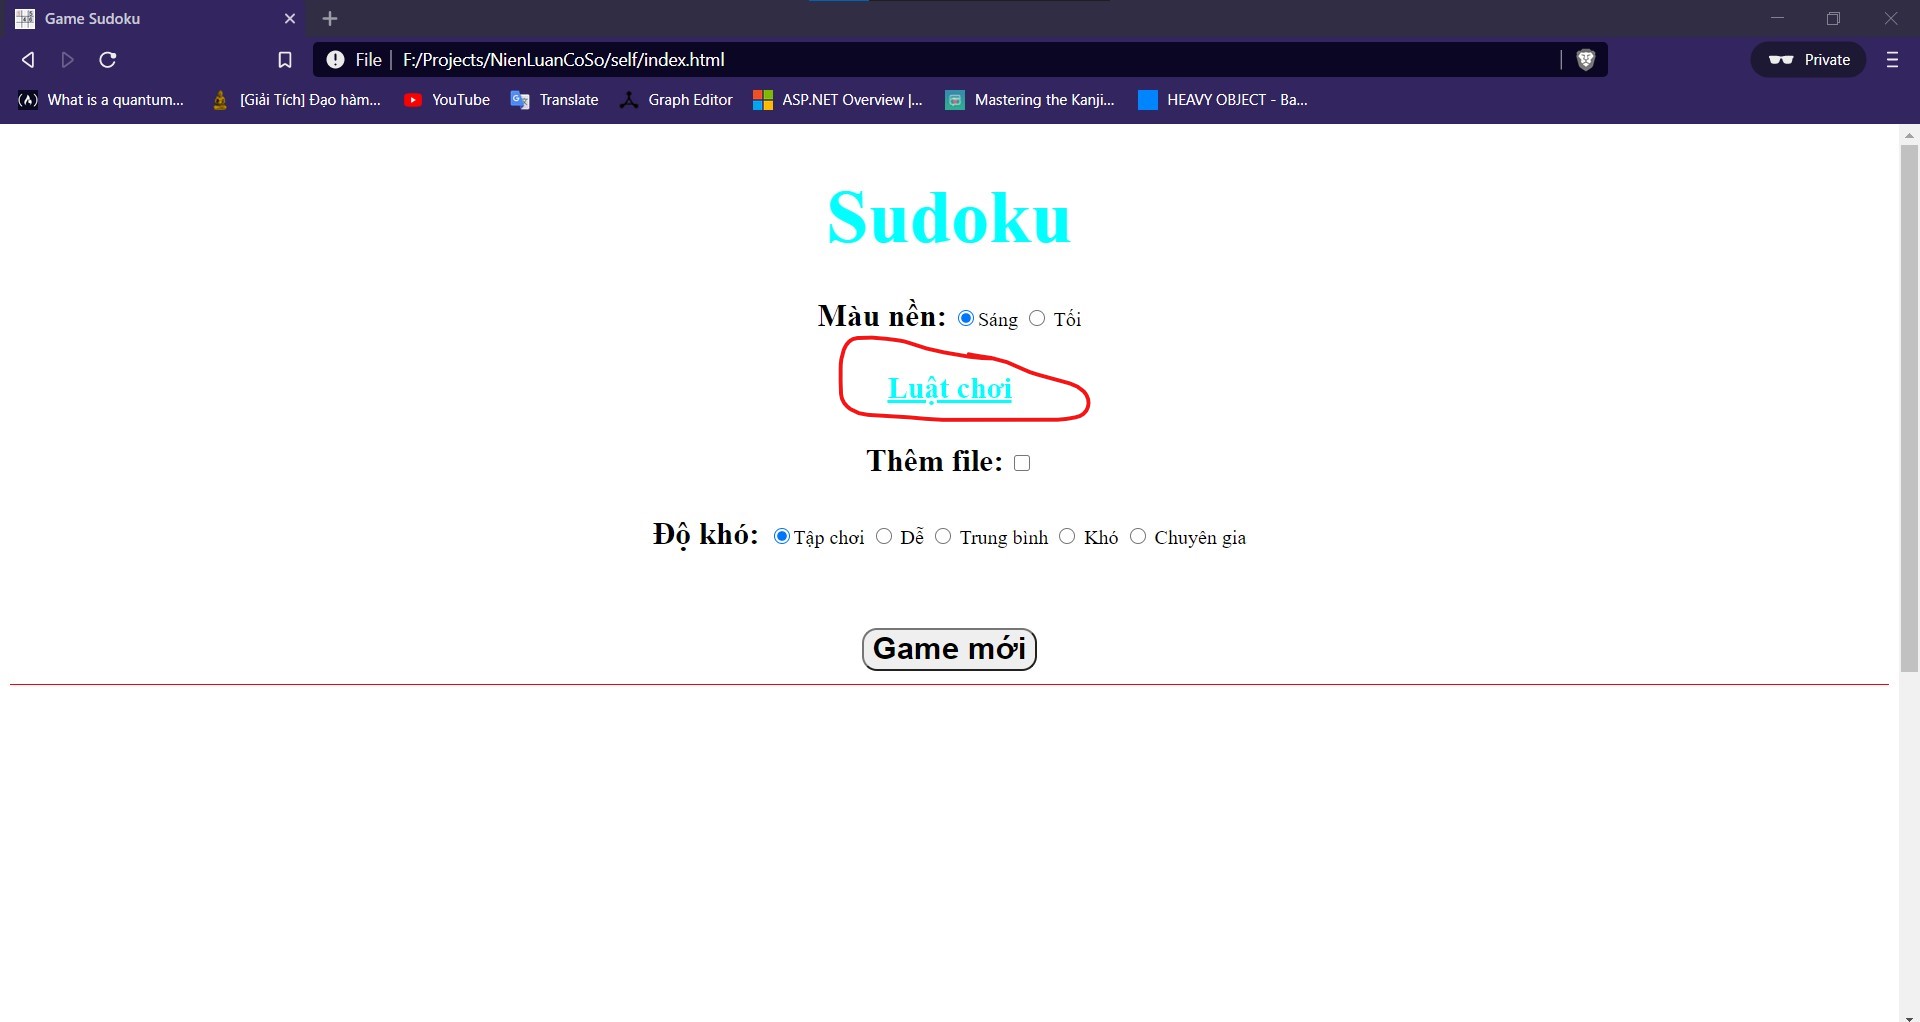 Game Sudoku
File F:/Projects/NienLuanCoSo/self/index.html Private
What is a quantum... [Giải Tích] Đạo hàm... YouTube Translate Graph Editor ASP.NET Overview |... Mastering the Kanji... HEAVY OBJECT - Ba...
Sudoku
Màu nền: Sáng Tối
Luật chơi
Thêm file:
Độ khó: Tập chơi Dễ Trung bình Khó Chuyên gia
Game mới